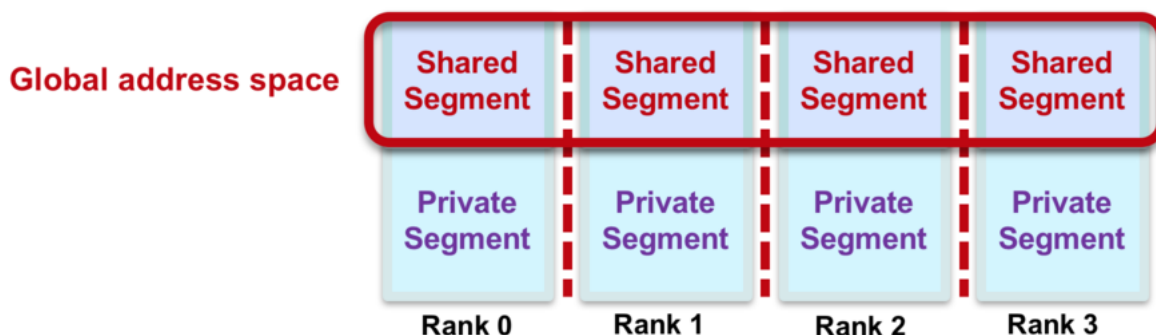 Global address space
Shared Segment
Shared Segment
Shared Segment
Shared Segment
Private Segment
Private Segment
Private Segment
Private Segment
Rank 0
Rank 1
Rank 2
Rank 3